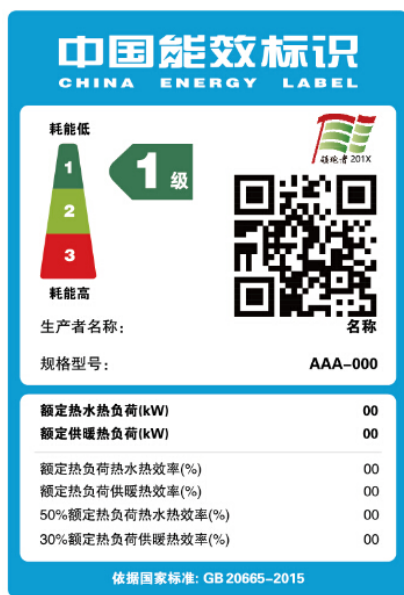 中国能效标识
CHINA ENERGY LABEL
耗能低
1
2
3
耗能高
1级
领跑者 201X
生产者名称： 名称
规格型号： AAA-000
额定热水热负荷(kW) 00
额定供暖热负荷(kW) 00
额定热负荷热水热效率(%) 00
额定热负荷供暖热效率(%) 00
50%额定热负荷热水热效率(%) 00
30%额定热负荷供暖热效率(%) 00
依据国家标准: GB 20665-2015